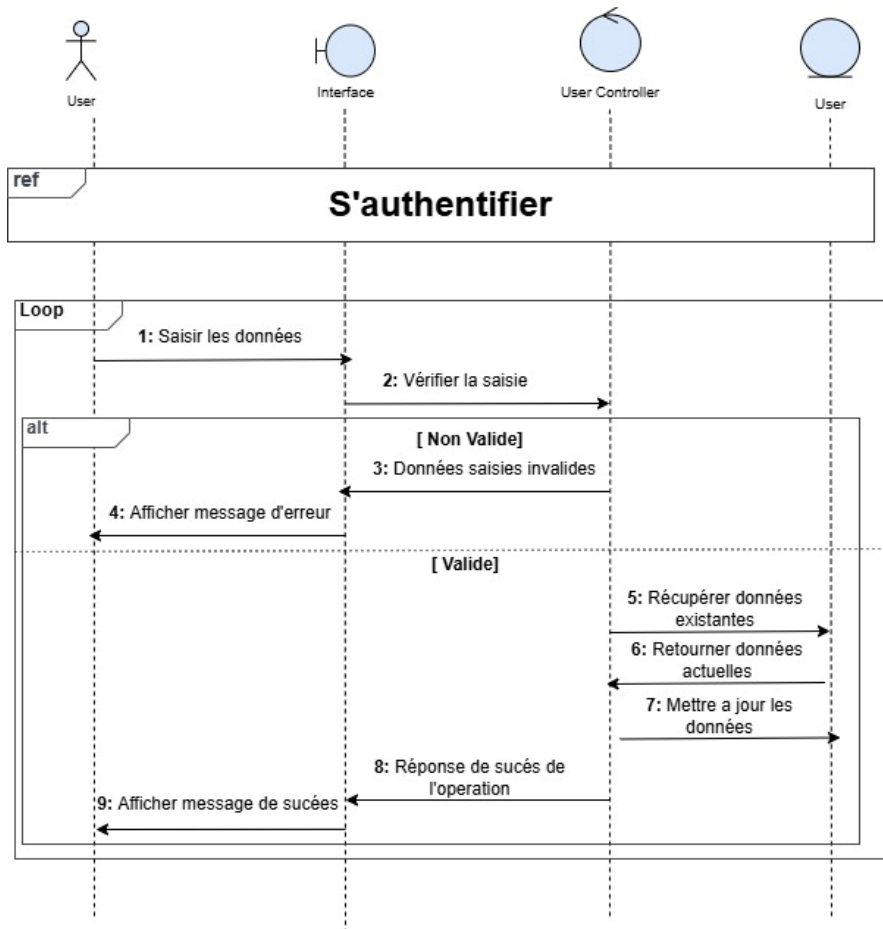 User
Interface
User Controller
User
ref
S'authentifier
Loop
1: Saisir les données
2: Vérifier la saisie
alt
[ Non Valide]
3: Données saisies invalides
4: Afficher message d'erreur
[ Valide]
5: Récupérer données
existantes
6: Retourner données
actuelles
7: Mettre a jour les
données
8: Réponse de sucés de
l'operation
9: Afficher message de sucées